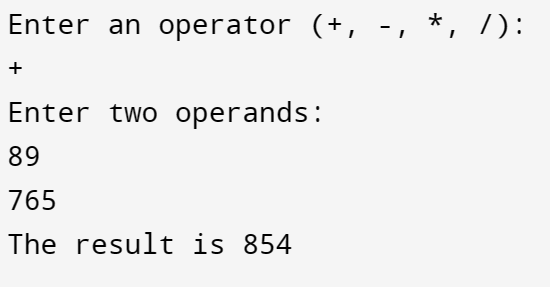 Enter an operator (+, -, *, /):
+
Enter two operands:
89
765
The result is 854